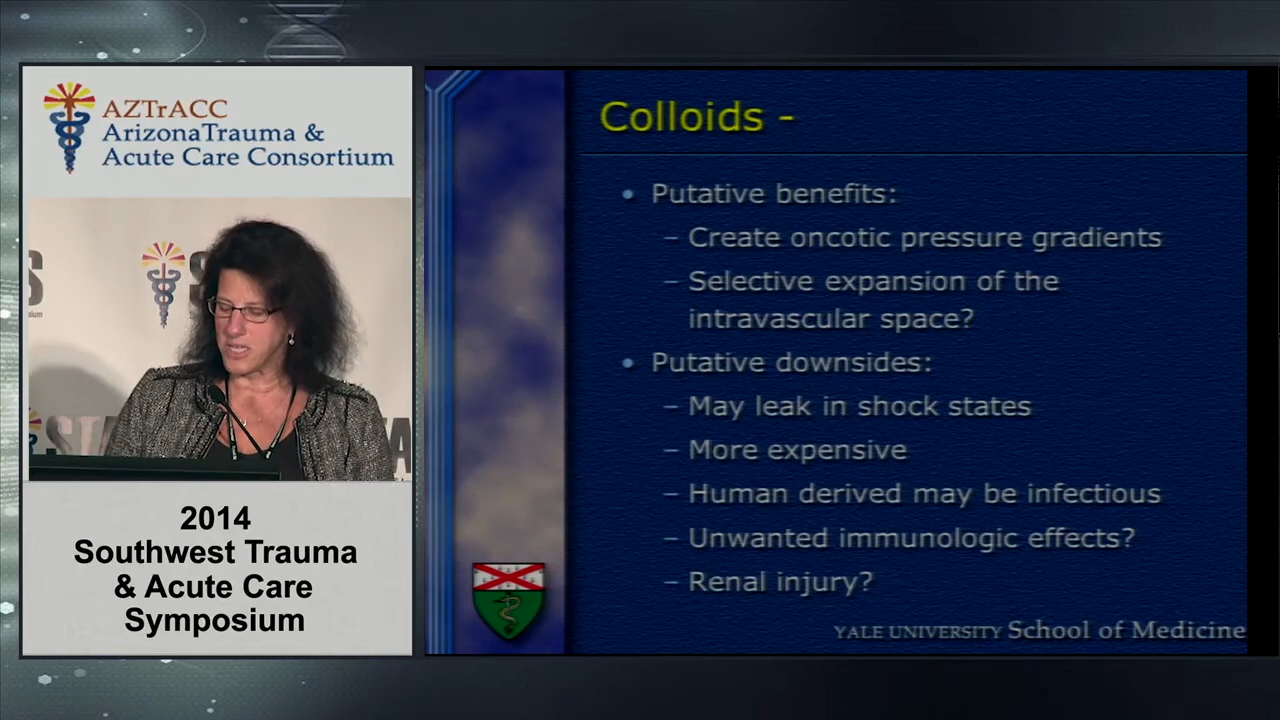 AZTrACC
ArizonaTrauma &
Acute Care Consortium
2014
Southwest Trauma
& Acute Care
Symposium
Colloids -
• Putative benefits:
– Create oncotic pressure gradients
– Selective expansion of the
intravascular space?
• Putative downsides:
– May leak in shock states
– More expensive
– Human derived may be infectious
– Unwanted immunologic effects?
– Renal injury?
YALE UNIVERSITY School of Medicine